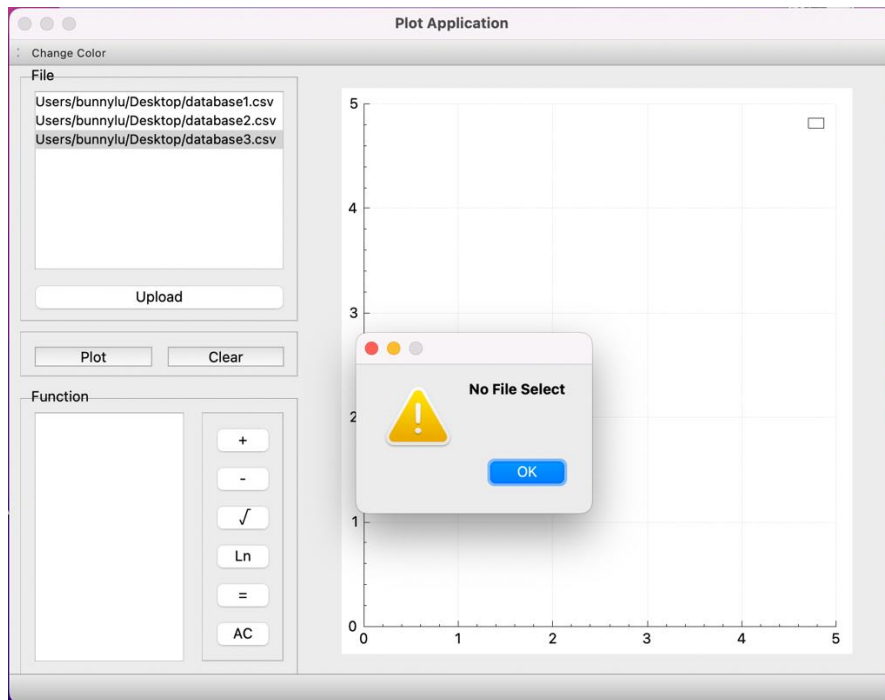 Plot Application
Change Color
File
Users/bunnylu/Desktop/database1.csv
Users/bunnylu/Desktop/database2.csv
Users/bunnylu/Desktop/database3.csv
Upload
Plot Clear
Function
+
-
√
Ln
=
AC
5
4
3
2
1
0
0 1 2 3 4 5
No File Select
OK